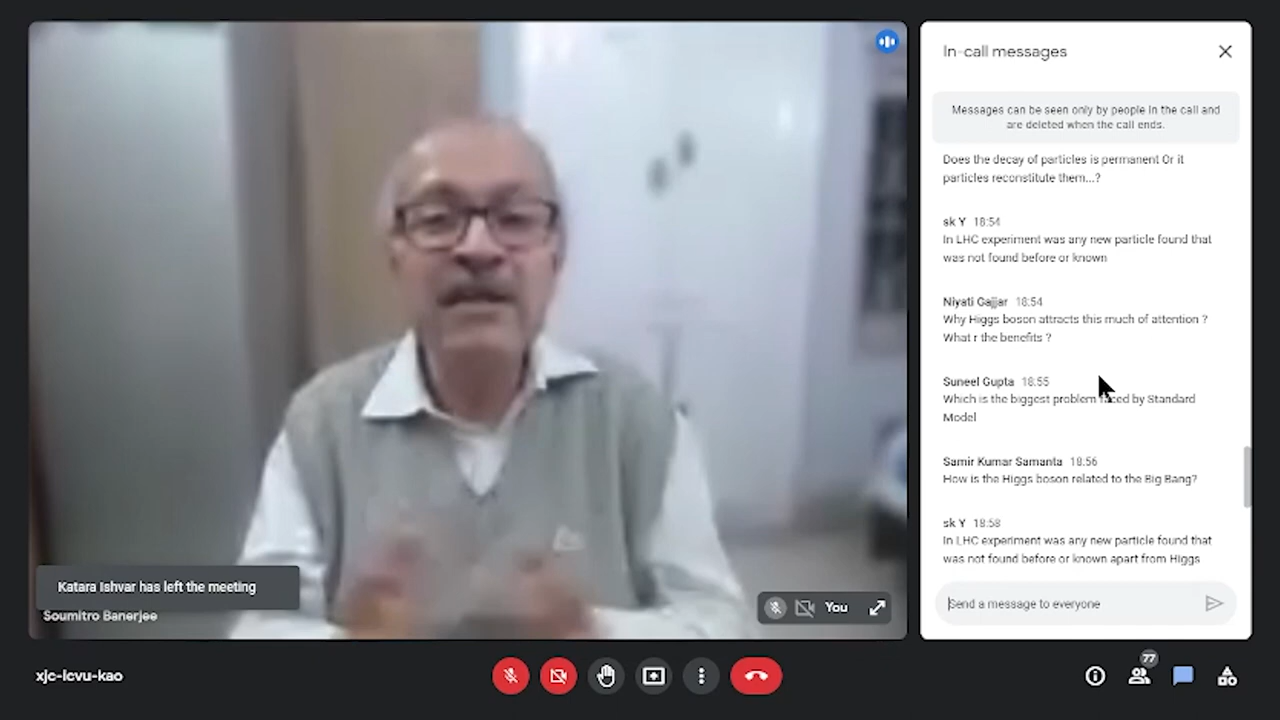 In-call messages
Messages can be seen only by people in the call and
are deleted when the call ends.
Does the decay of particles is permanent Or it
particles reconstitute them...?
sk Y 18:54
In LHC experiment was any new particle found that
was not found before or known
Niyati Gajjar 18:54
Why Higgs boson attracts this much of attention ?
What r the benefits ?
Suneel Gupta 18:55
Which is the biggest problem faced by Standard
Model
Samir Kumar Samanta 18:56
How is the Higgs boson related to the Big Bang?
sk Y 18:58
In LHC experiment was any new particle found that
was not found before or known apart from Higgs
Send a message to everyone
Katara Ishvar has left the meeting
Soumitro Banerjee
You
xjc-lcvu-kao
77